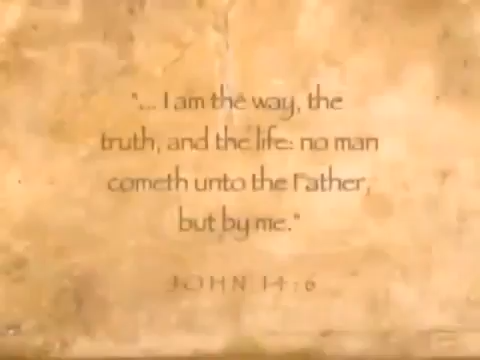 "... I am the way, the
truth, and the life: no man
cometh unto the Father,
but by me."
JOHN 14:6